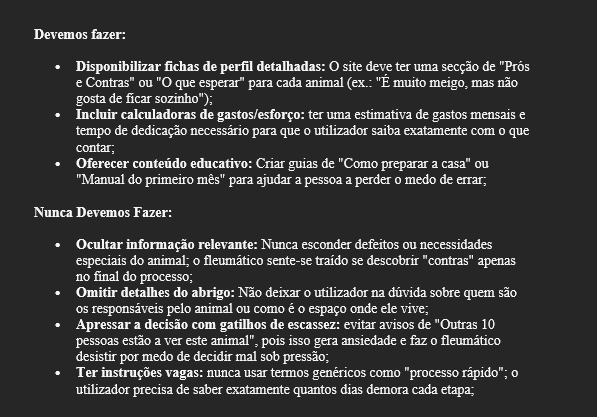 Devemos fazer:
• Disponibilizar fichas de perfil detalhadas: O site deve ter uma secção de "Prós
e Contras" ou "O que esperar" para cada animal (ex.: "É muito meigo, mas não
gosta de ficar sozinho");
• Incluir calculadoras de gastos/esforço: ter uma estimativa de gastos mensais e
tempo de dedicação necessário para que o utilizador saiba exatamente com o que
contar;
• Oferecer conteúdo educativo: Criar guias de "Como preparar a casa" ou
"Manual do primeiro mês" para ajudar a pessoa a perder o medo de errar;
Nunca Devemos Fazer:
• Ocultar informação relevante: Nunca esconder defeitos ou necessidades
especiais do animal; o fleumático sente-se traído se descobrir "contras" apenas
no final do processo;
• Omitir detalhes do abrigo: Não deixar o utilizador na dúvida sobre quem são
os responsáveis pelo animal ou como é o espaço onde ele vive;
• Apressar a decisão com gatilhos de escassez: evitar avisos de "Outras 10
pessoas estão a ver este animal", pois isso gera ansiedade e faz o fleumático
desistir por medo de decidir mal sob pressão;
• Ter instruções vagas: nunca usar termos genéricos como "processo rápido"; o
utilizador precisa de saber exatamente quantos dias demora cada etapa;